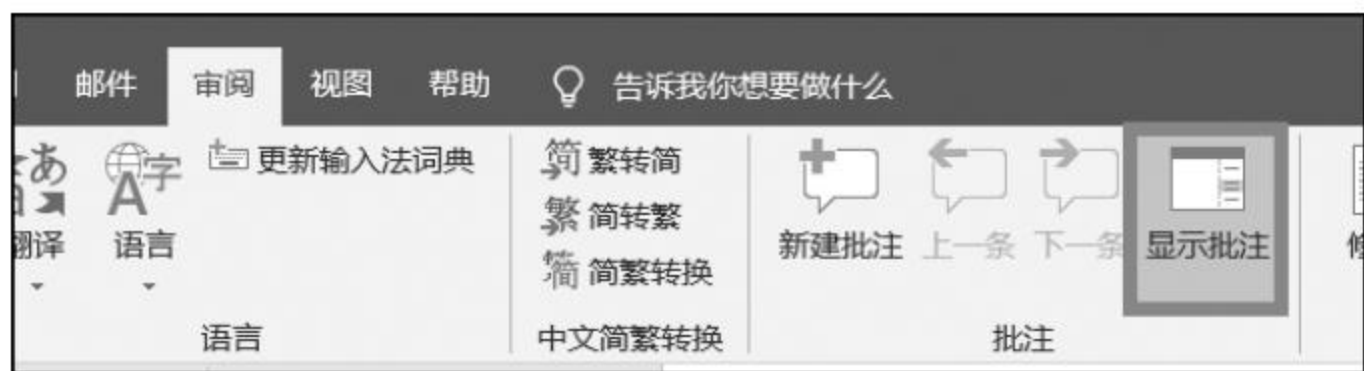 邮件 审阅 视图 帮助 告诉我你想要做什么
更新输入法词典 繁转简
简转繁
翻译 语言 新建批注 上一条 下一条 显示批注
简繁转换
语言 中文简繁转换 批注